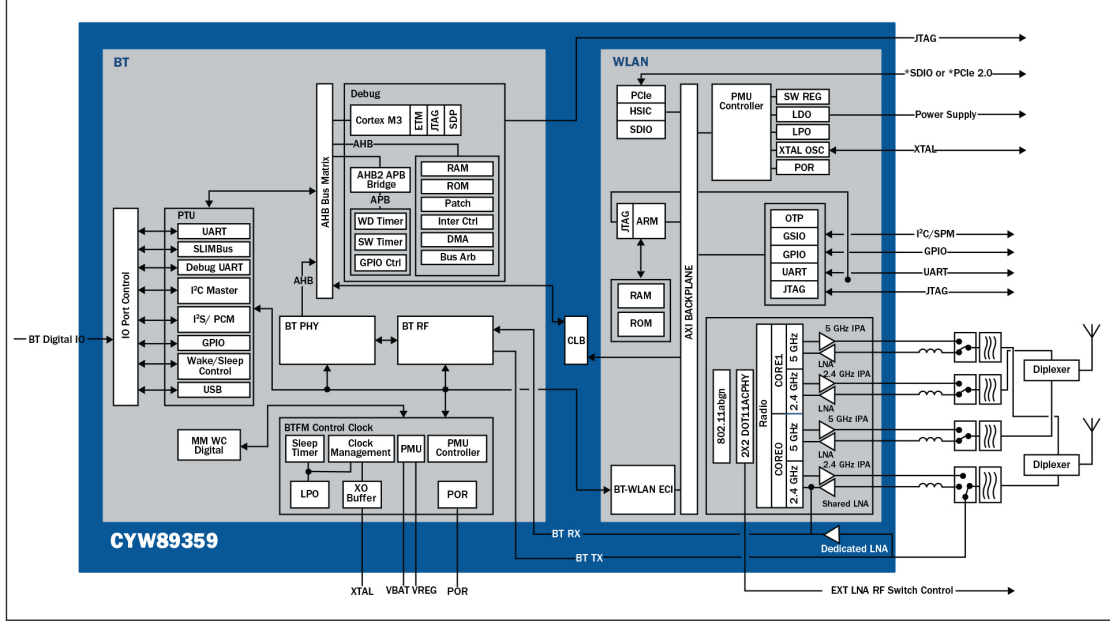 BT
WLAN
JTAG
*SDIO or *PCIe 2.0
Power Supply
XTAL
I²C/SPM
GPIO
UART
JTAG
Debug
Cortex M3
ETM
JTAG
SDP
AHB
AHB2 APB
Bridge
APB
WD Timer
SW Timer
GPIO Ctrl
RAM
ROM
Patch
Inter Ctrl
DMA
Bus Arb
AHB Bus Matrix
AHB
PTU
UART
SLIMBus
Debug UART
I²C Master
I²S/ PCM
GPIO
Wake/Sleep
Control
USB
IO Port Control
BT Digital IO
BT PHY
BT RF
CLB
MM WC
Digital
BTFM Control Clock
Sleep
Timer
Clock
Management
PMU
PMU
Controller
LPO
XO
Buffer
POR
PCIe
HSIC
SDIO
AXI BACKPLANE
PMU
Controller
SW REG
LDO
LPO
XTAL OSC
POR
JTAG
ARM
RAM
ROM
OTP
GSIO
GPIO
UART
JTAG
802.11abgn
2X2 DOT11ACPHY
Radio
CORE1
CORE0
5 GHz
2.4 GHz
5 GHz
2.4 GHz
5 GHz IPA
LNA
2.4 GHz IPA
LNA
5 GHz IPA
LNA
2.4 GHz IPA
Shared LNA
Diplexer
Diplexer
BT-WLAN ECI
BT RX
BT TX
Dedicated LNA
CYW89359
XTAL
VBAT
VREG
POR
EXT LNA RF Switch Control